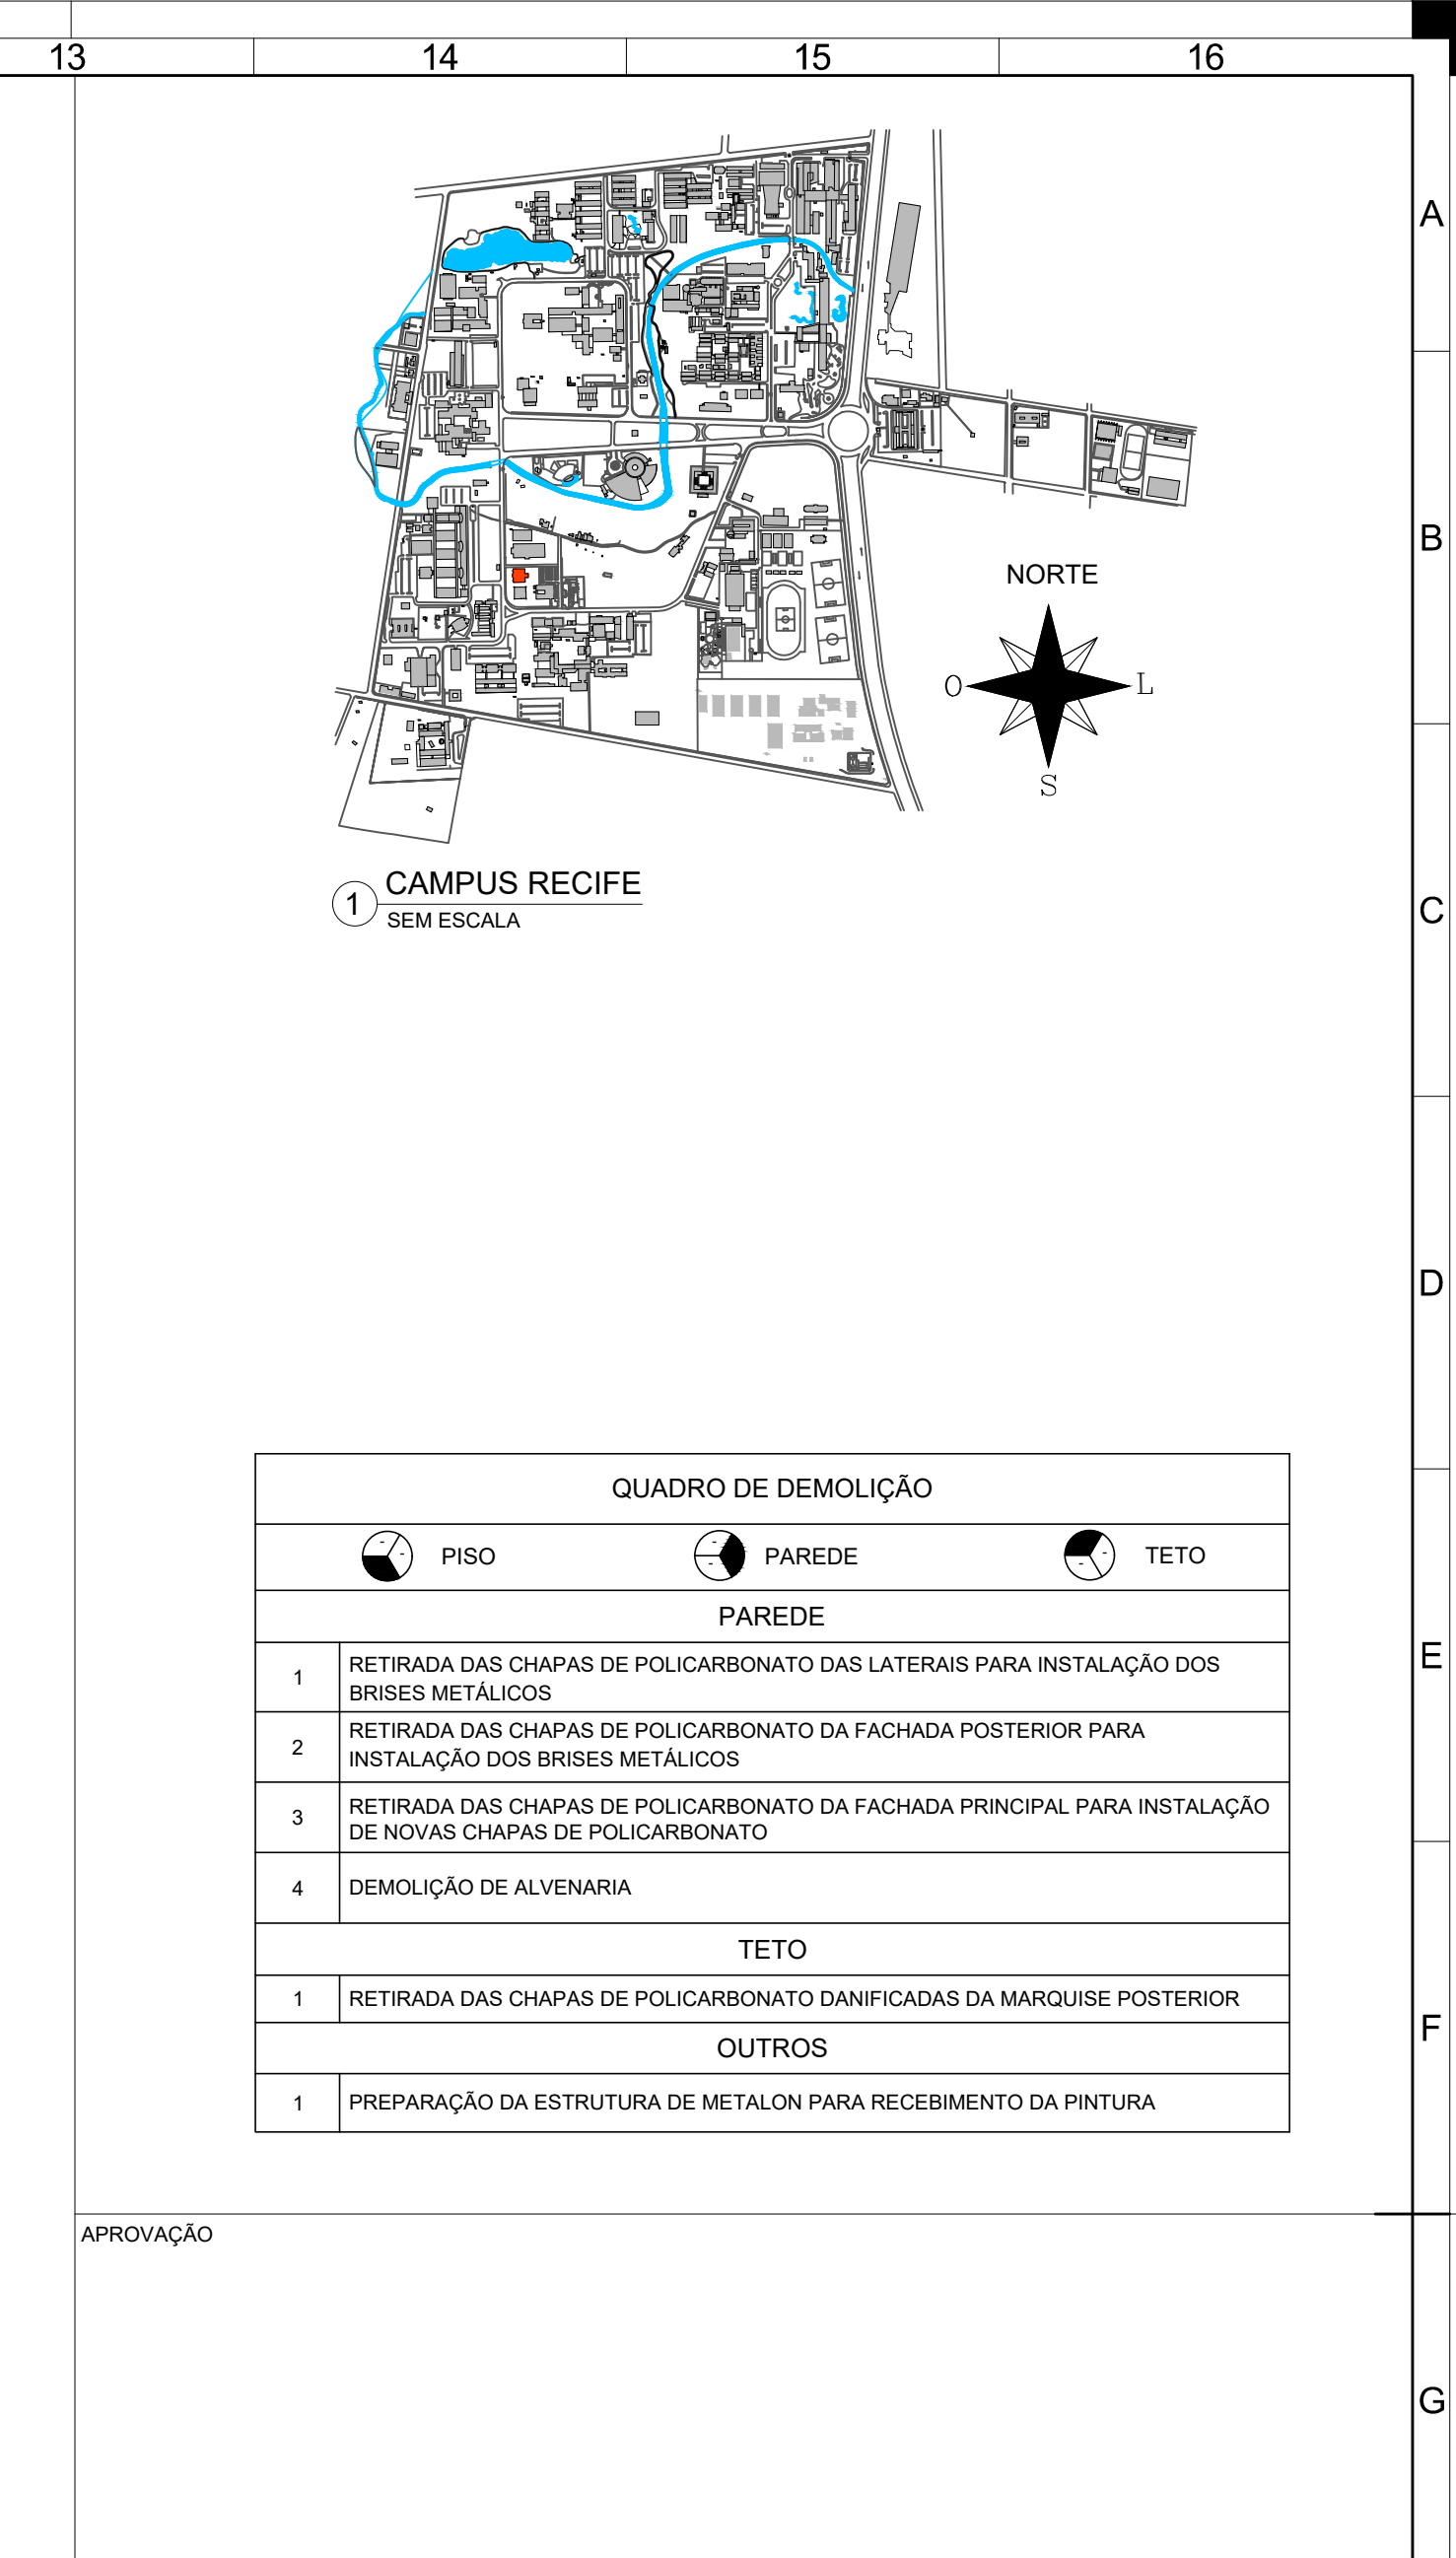 13 14 15 16
A
B
NORTE
O L
S
1 CAMPUS RECIFE
SEM ESCALA
C
D
QUADRO DE DEMOLIÇÃO
- - PISO - - PAREDE - - TETO
PAREDE
E
1 RETIRADA DAS CHAPAS DE POLICARBONATO DAS LATERAIS PARA INSTALAÇÃO DOS
BRISES METÁLICOS
2 RETIRADA DAS CHAPAS DE POLICARBONATO DA FACHADA POSTERIOR PARA
INSTALAÇÃO DOS BRISES METÁLICOS
3 RETIRADA DAS CHAPAS DE POLICARBONATO DA FACHADA PRINCIPAL PARA INSTALAÇÃO
DE NOVAS CHAPAS DE POLICARBONATO
4 DEMOLIÇÃO DE ALVENARIA
TETO
1 RETIRADA DAS CHAPAS DE POLICARBONATO DANIFICADAS DA MARQUISE POSTERIOR
F
OUTROS
1 PREPARAÇÃO DA ESTRUTURA DE METALON PARA RECEBIMENTO DA PINTURA
APROVAÇÃO
G